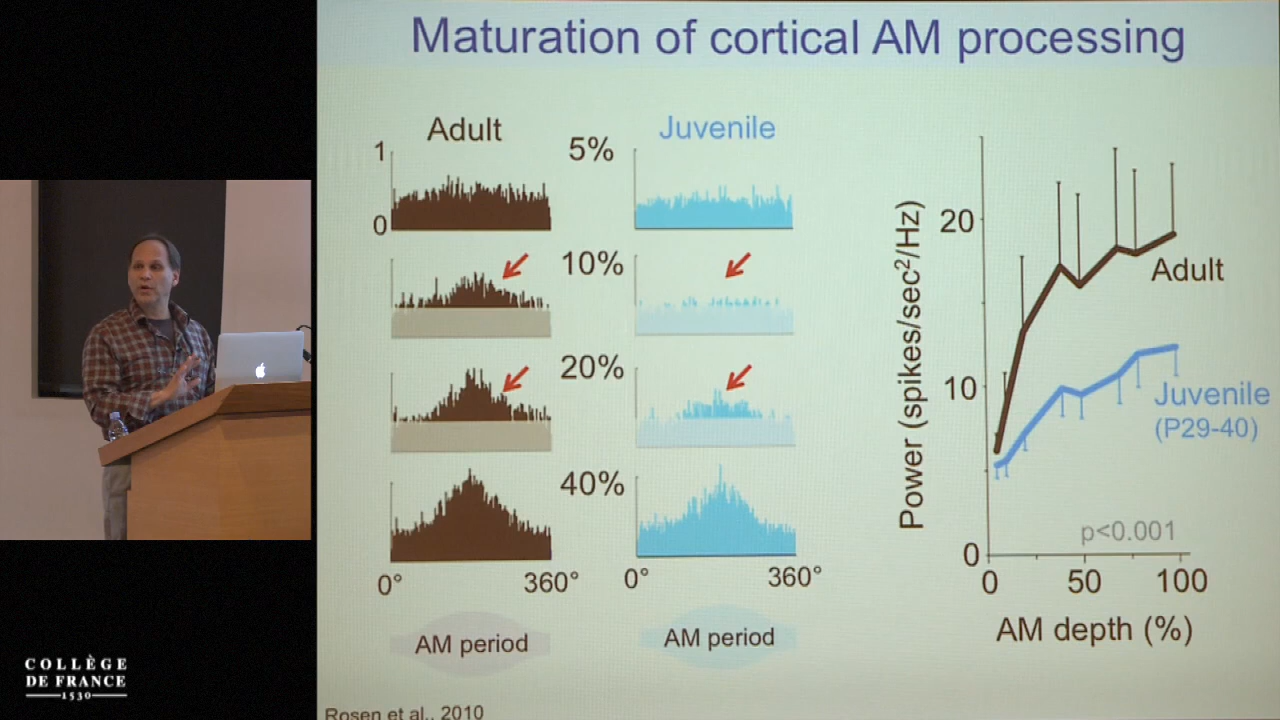 Maturation of cortical AM processing
Adult
Juvenile
1
0
5%
10%
20%
40%
0°
360°
0°
360°
AM period
AM period
Rosen et al., 2010
Power (spikes/sec²/Hz)
20
10
0
Adult
Juvenile
(P29-40)
p<0.001
0
50
100
AM depth (%)
COLLÈGE
DE FRANCE
1530